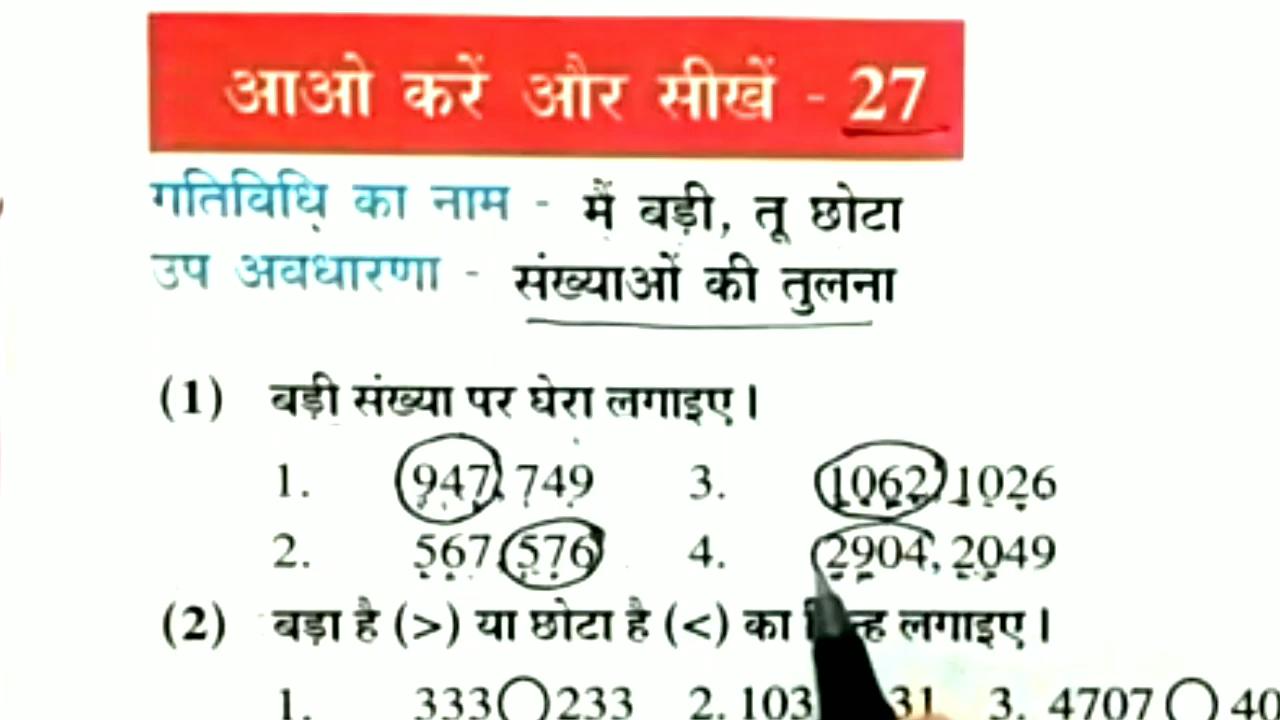 आओ करें और सीखें - 27
गतिविधि का नाम - मैं बड़ी, तू छोटा
उप अवधारणा - संख्याओं की तुलना
(1) बड़ी संख्या पर घेरा लगाइए।
1. 947, 749 3. 1062, 1026
2. 567, 576 4. 2904, 2049
(2) बड़ा है (>) या छोटा है (<) का लगाइए।
1. 333 233 2. 103 31 3. 4707 40